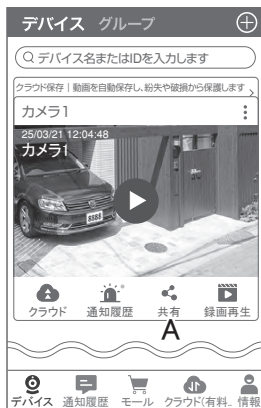 デバイス グループ
デバイス名またはIDを入力します
クラウド保存｜動画を自動保存し、紛失や破損から保護します
カメラ1
25/03/21 12:04:48
カメラ1
8888
クラウド 通知履歴 共有 録画再生
A
デバイス 通知履歴 モール クラウド(有料.. 情報